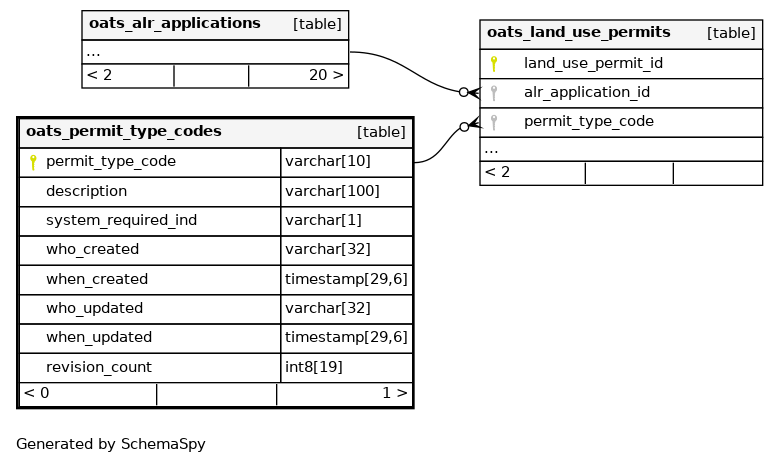 oats_alr_applications [table]
...
< 2 20 >
oats_land_use_permits [table]
land_use_permit_id
alr_application_id
permit_type_code
...
< 2
oats_permit_type_codes [table]
permit_type_code varchar[10]
description varchar[100]
system_required_ind varchar[1]
who_created varchar[32]
when_created timestamp[29,6]
who_updated varchar[32]
when_updated timestamp[29,6]
revision_count int8[19]
< 0 1 >
Generated by SchemaSpy